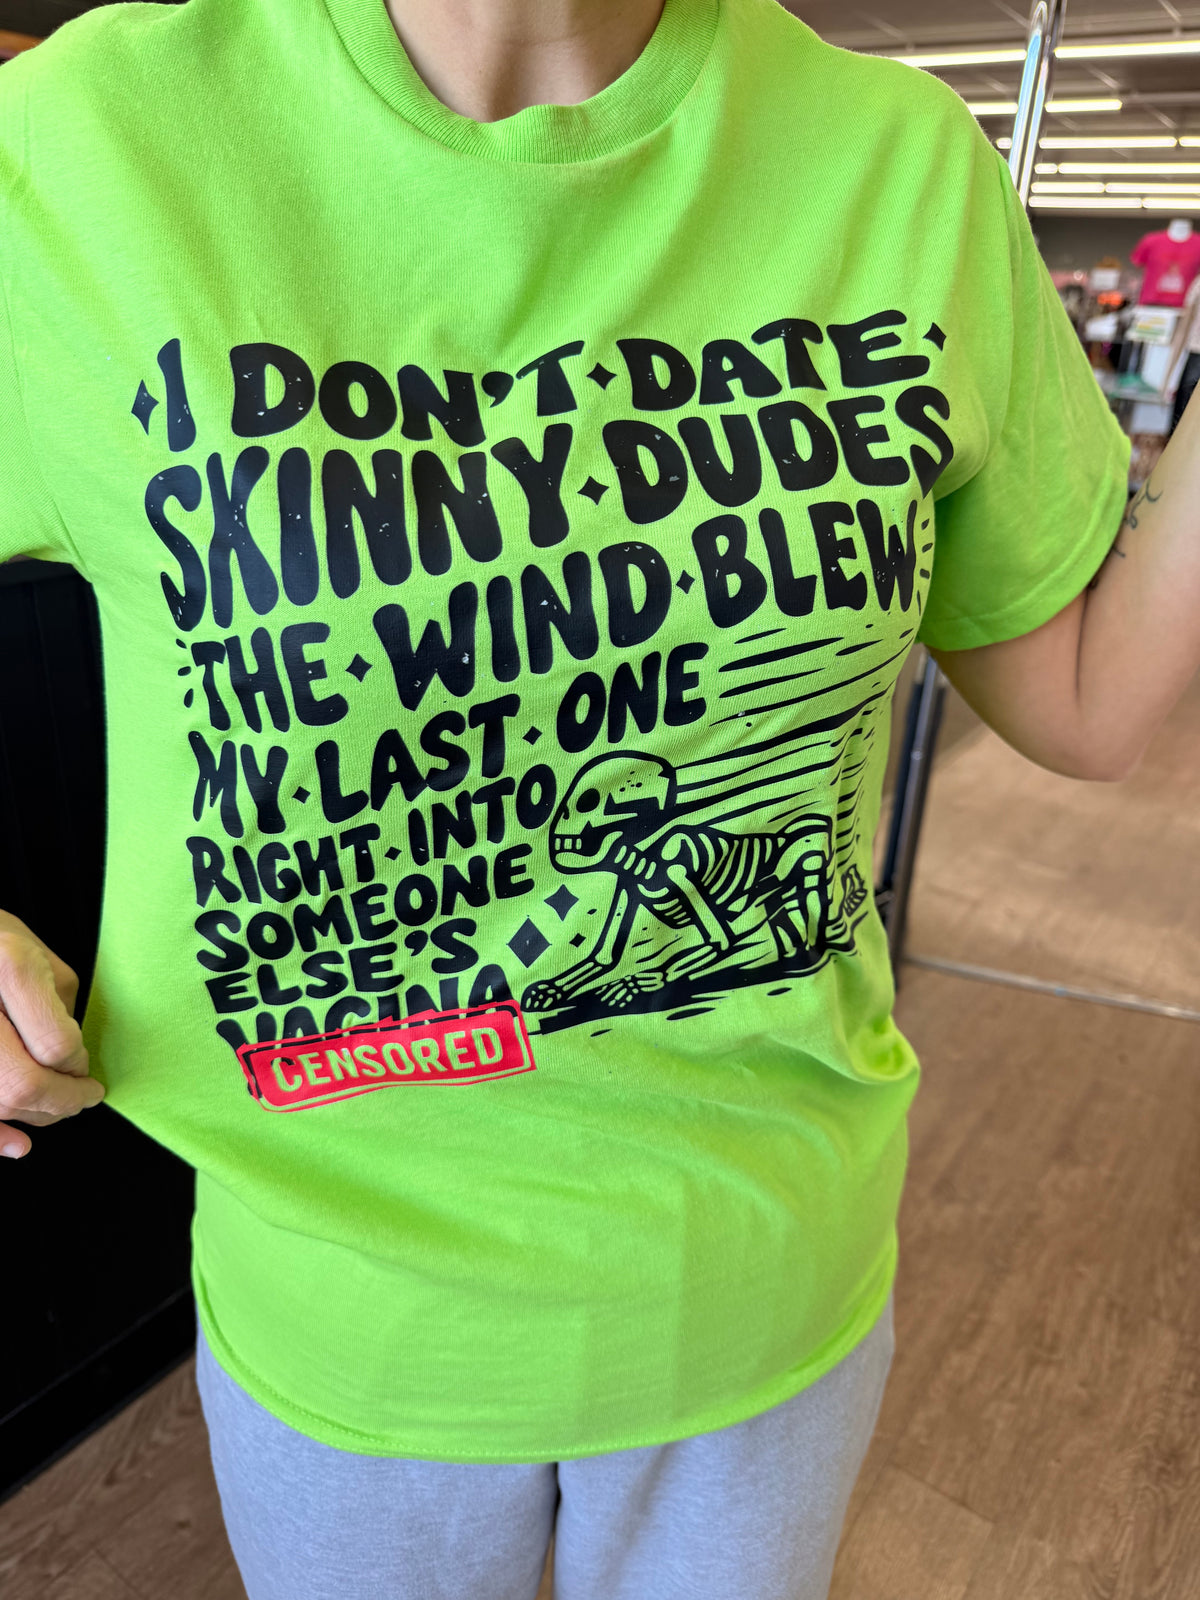 I DON'T DATE
SKINNY DUDES
THE WIND BLEW
MY LAST ONE
RIGHT INTO
SOMEONE
ELSE'S
VAGINA
CENSORED